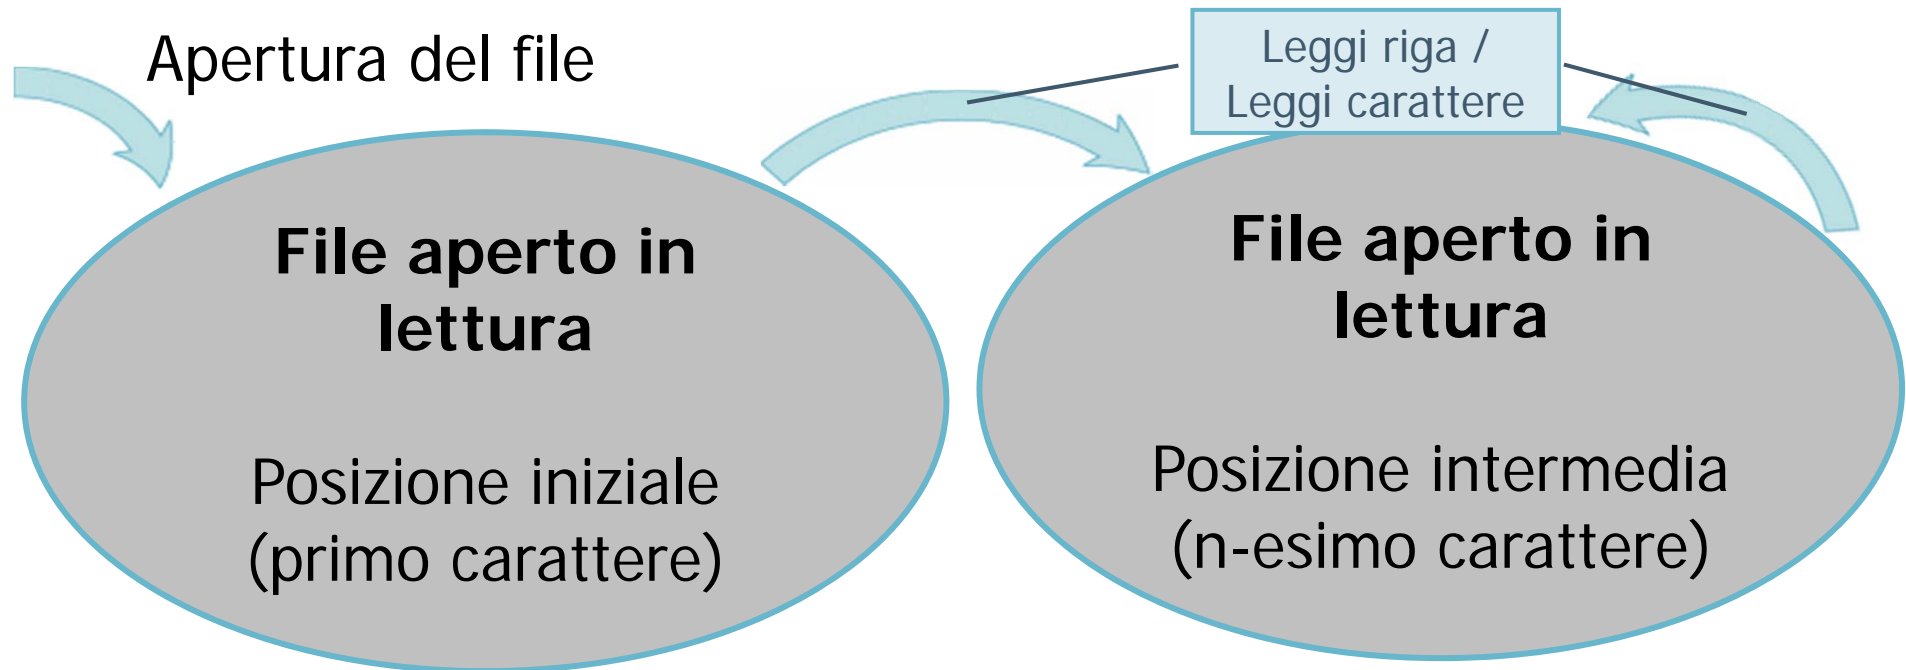 Apertura del file
Leggi riga /
Leggi carattere
File aperto in
lettura
Posizione iniziale
(primo carattere)
File aperto in
lettura
Posizione intermedia
(n-esimo carattere)